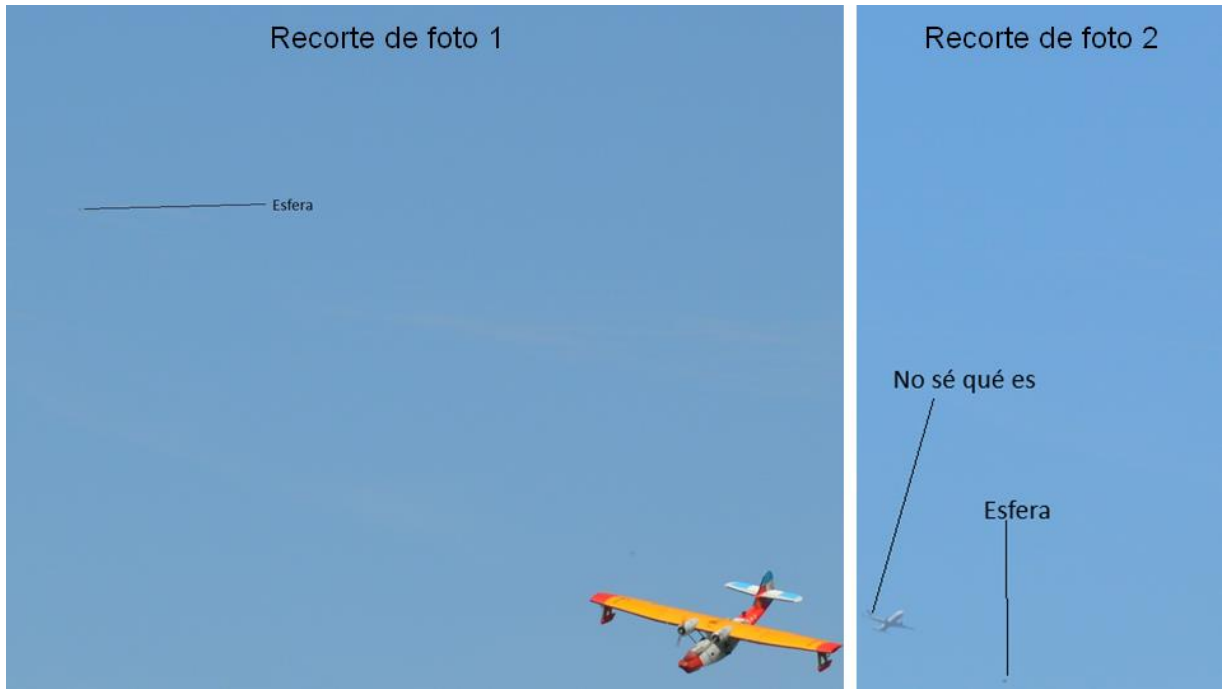 Recorte de foto 1
Esfera
Recorte de foto 2
No sé qué es
Esfera